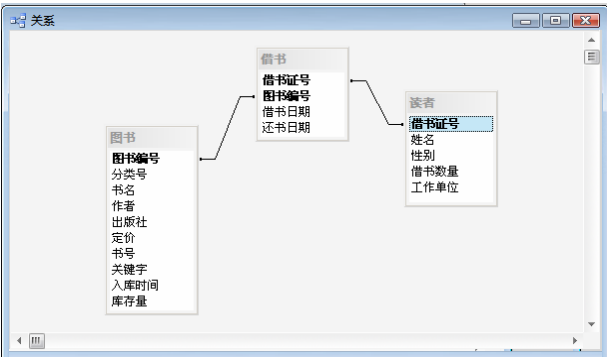 关系
借书
借书证号
图书编号
借书日期
还书日期
读者
借书证号
姓名
性别
借书数量
工作单位
图书
图书编号
分类号
书名
作者
出版社
定价
书号
关键字
入库时间
库存量